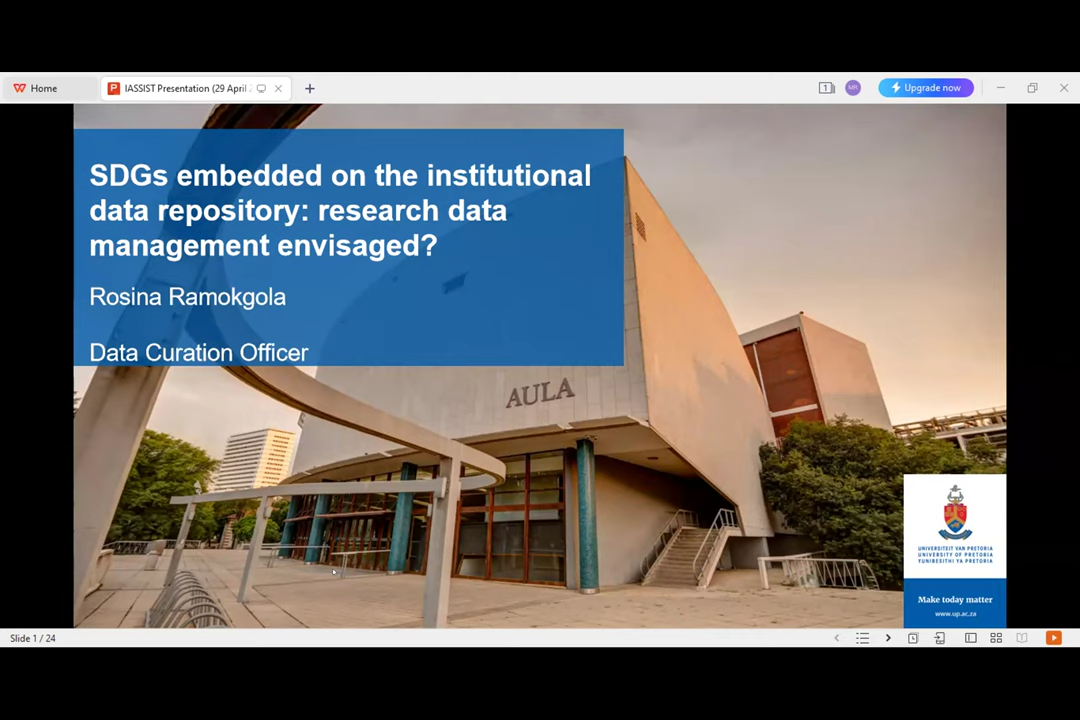 Home
IASSIST Presentation (29 April
1
MR
Upgrade now
SDGs embedded on the institutional
data repository: research data
management envisaged?
Rosina Ramokgola
Data Curation Officer
AULA
UNIVERSITEIT VAN PRETORIA
UNIVERSITY OF PRETORIA
YUNIBESITHI YA PRETORIA
Make today matter
www.up.ac.za
Slide 1 / 24